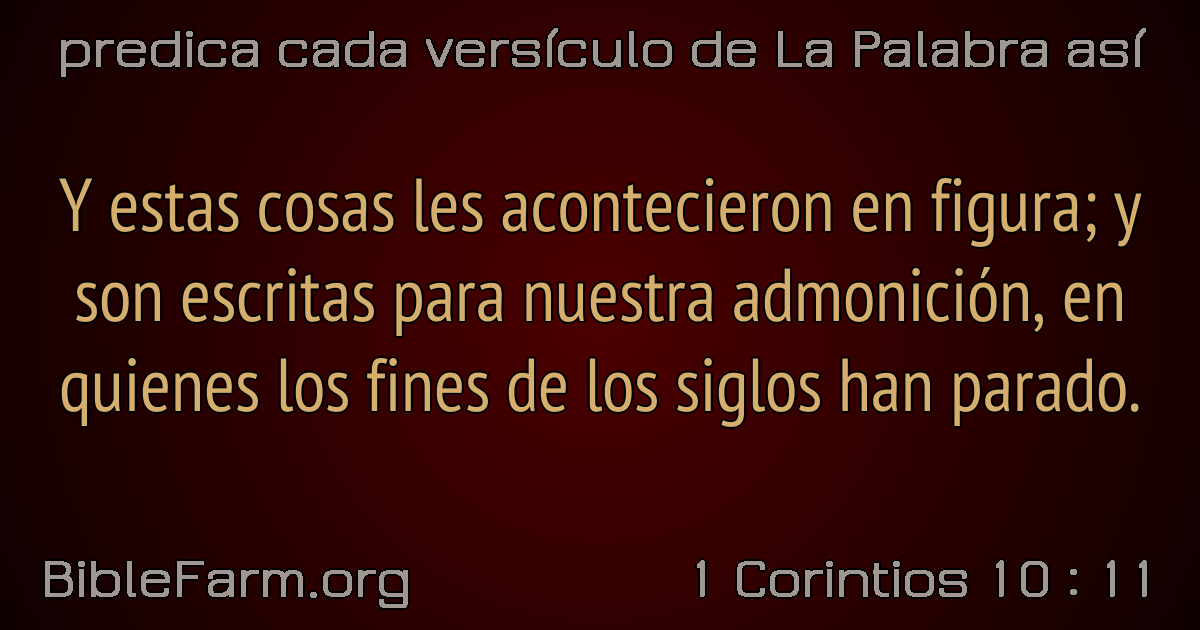 predica cada versículo de La Palabra así
Y estas cosas les acontecieron en figura; y
son escritas para nuestra admonición, en
quienes los fines de los siglos han parado.
BibleFarm.org
1 Corintios 10 : 11